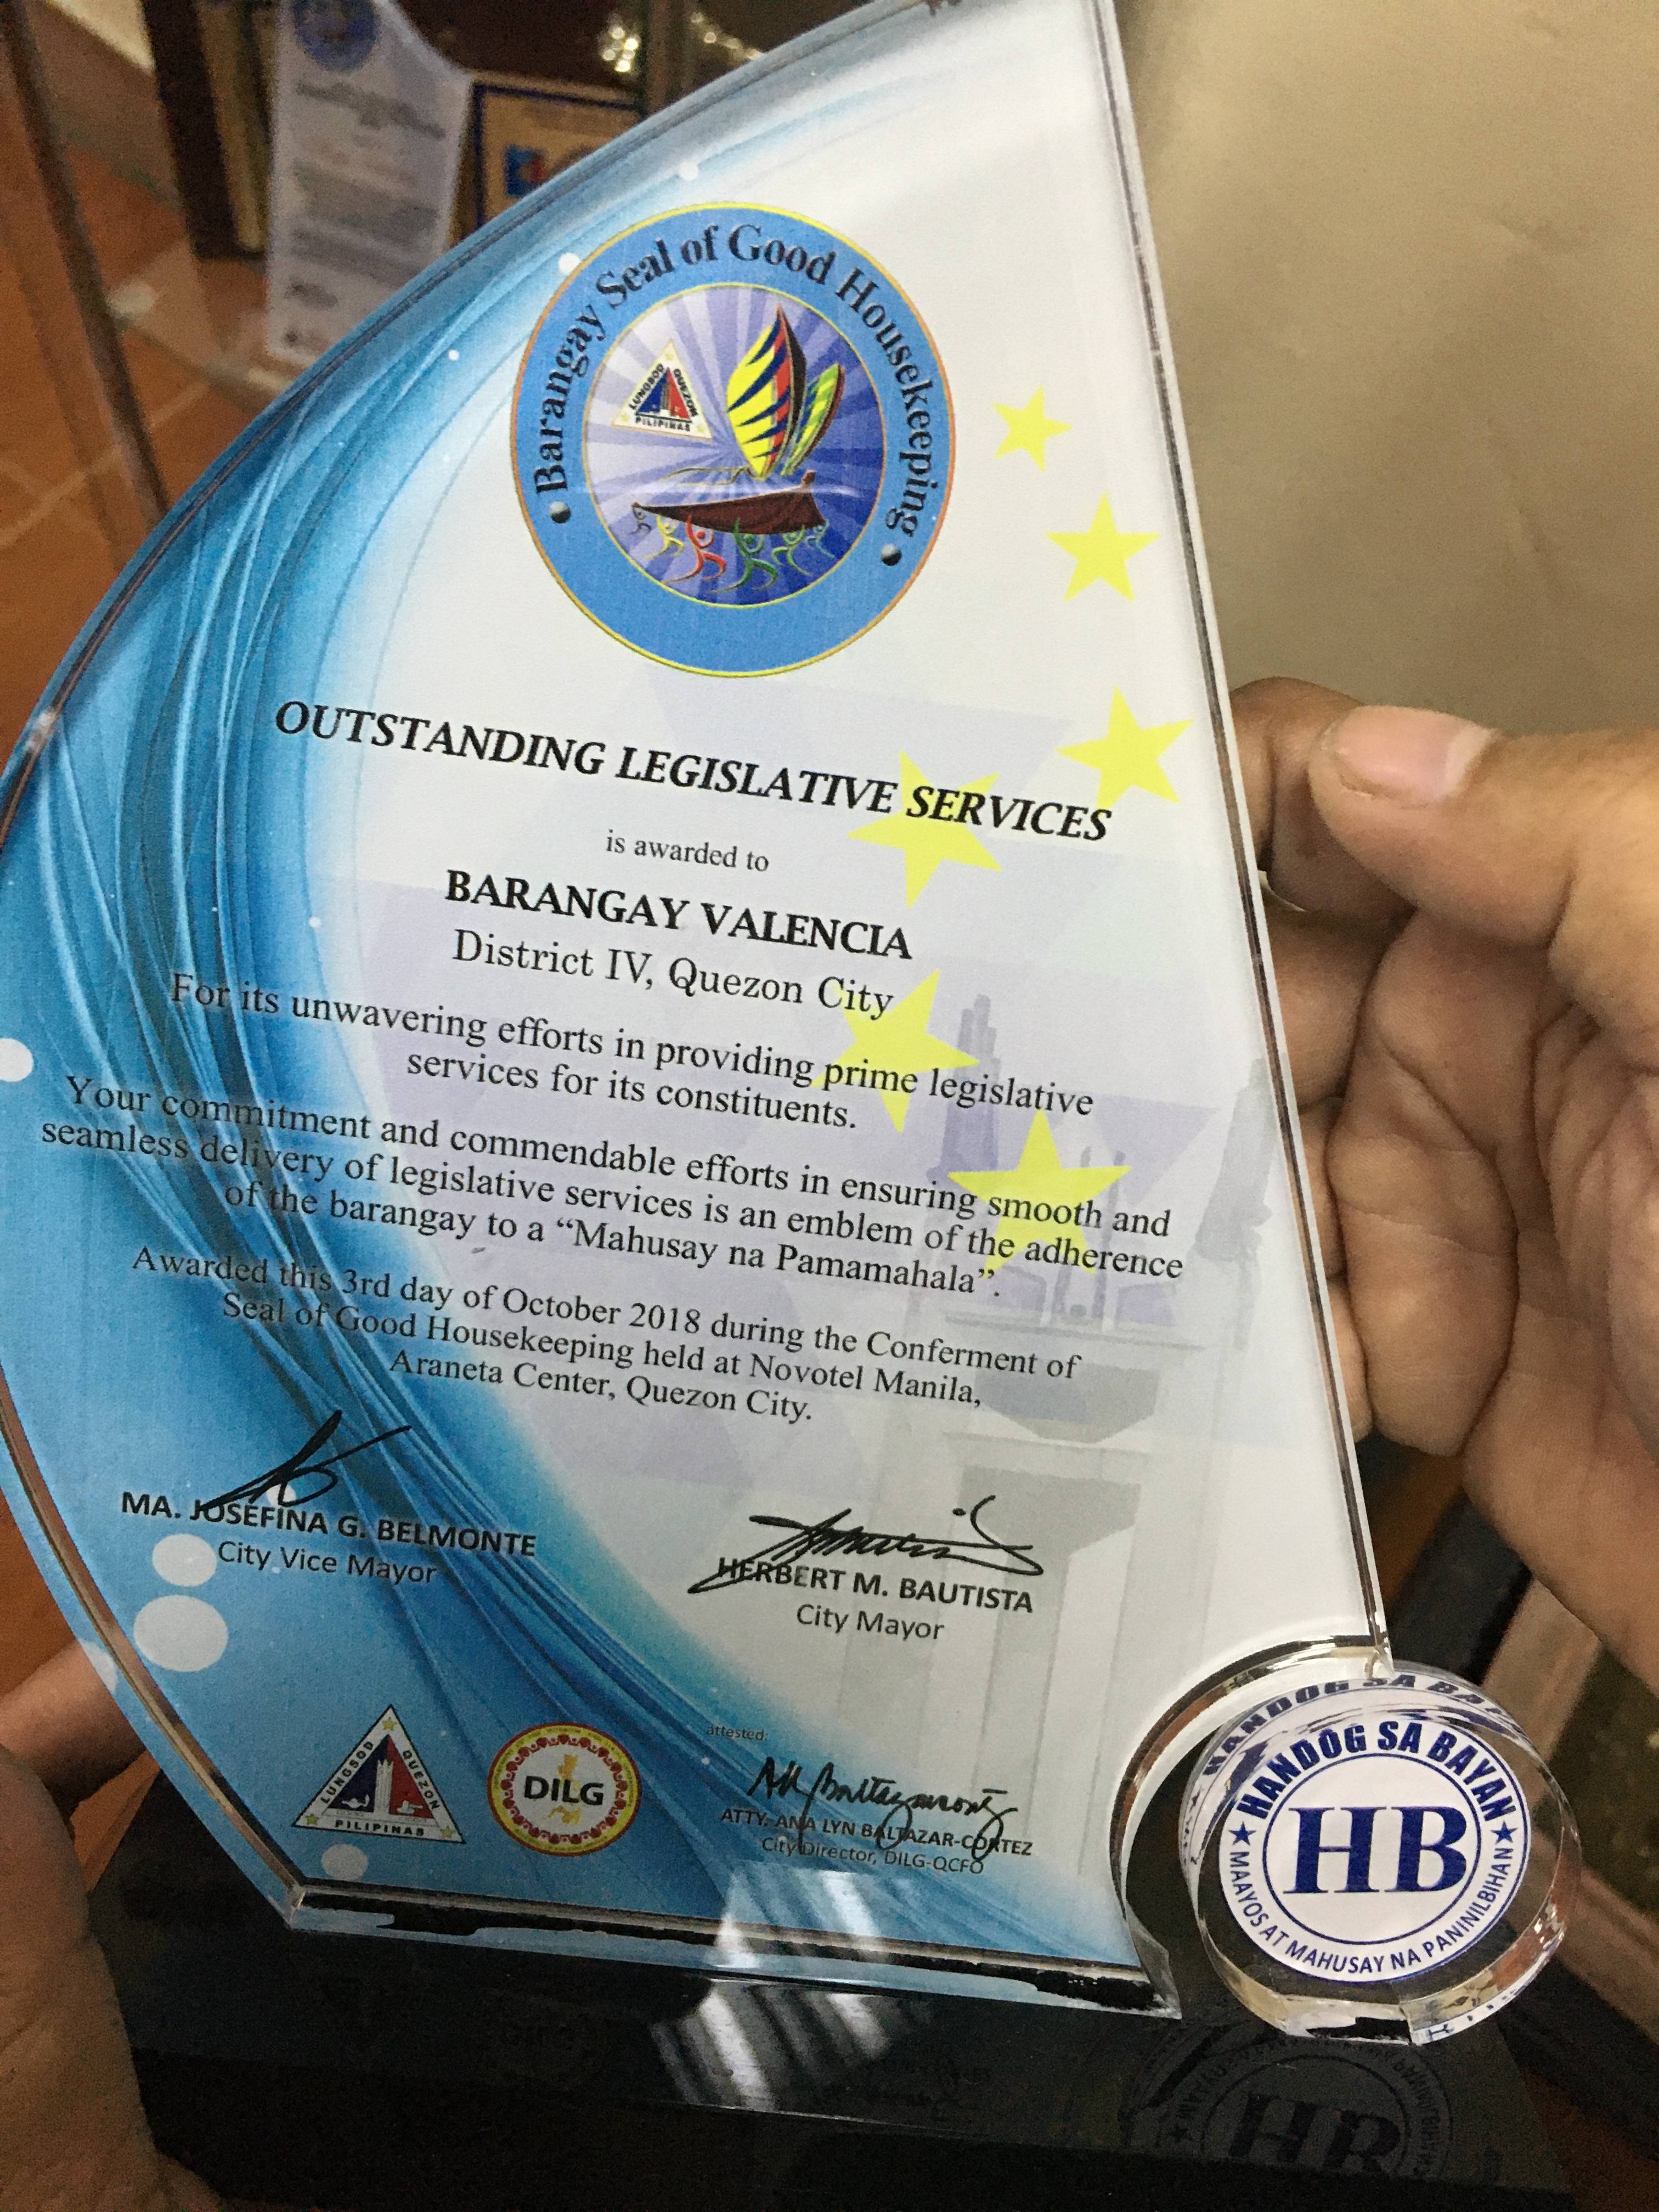 Barangay Seal of Good Housekeeping
LUNGSOD QUEZON
PILIPINAS
OUTSTANDING LEGISLATIVE SERVICES
is awarded to
BARANGAY VALENCIA
District IV, Quezon City
For its unwavering efforts in providing prime legislative
services for its constituents.
Your commitment and commendable efforts in ensuring smooth and
seamless delivery of legislative services is an emblem of the adherence
of the barangay to a “Mahusay na Pamamahala”.
Awarded this 3rd day of October 2018 during the Conferment of
Seal of Good Housekeeping held at Novotel Manila,
Araneta Center, Quezon City.
MA. JOSEFINA G. BELMONTE
City Vice Mayor
HERBERT M. BAUTISTA
City Mayor
LUNGSOD QUEZON
PILIPINAS
DILG
attested:
ATTY. ANA LYN BALTAZAR-CORTEZ
City Director, DILG-QCFO
HANDOG SA BAYAN
HB
MAAYOS AT MAHUSAY NA PANINILBIHAN